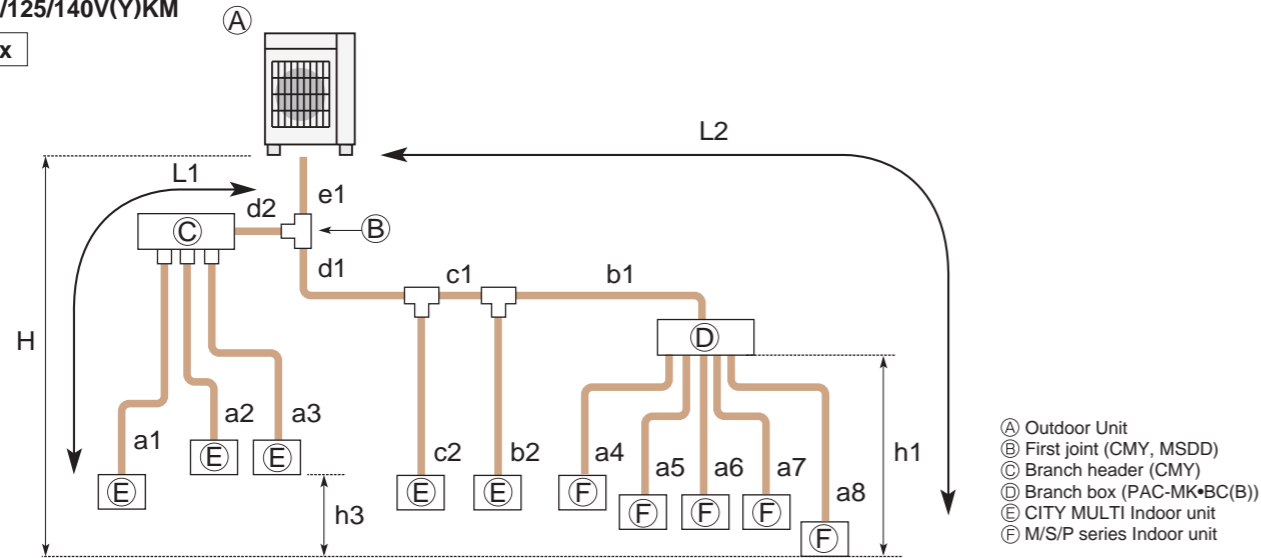 /125/140V(Y)KM
x
Ⓐ
L2
L1
e1
d2
Ⓒ
Ⓑ
d1
c1
b1
H
Ⓓ
a1
a2
a3
c2
b2
a4
a5
a6
a7
a8
h1
Ⓔ
Ⓔ
Ⓔ
Ⓔ
Ⓔ
Ⓕ
Ⓕ
Ⓕ
Ⓕ
Ⓕ
h3
Ⓐ Outdoor Unit
Ⓑ First joint (CMY, MSDD)
Ⓒ Branch header (CMY)
Ⓓ Branch box (PAC-MK•BC(B))
Ⓔ CITY MULTI Indoor unit
Ⓕ M/S/P series Indoor unit